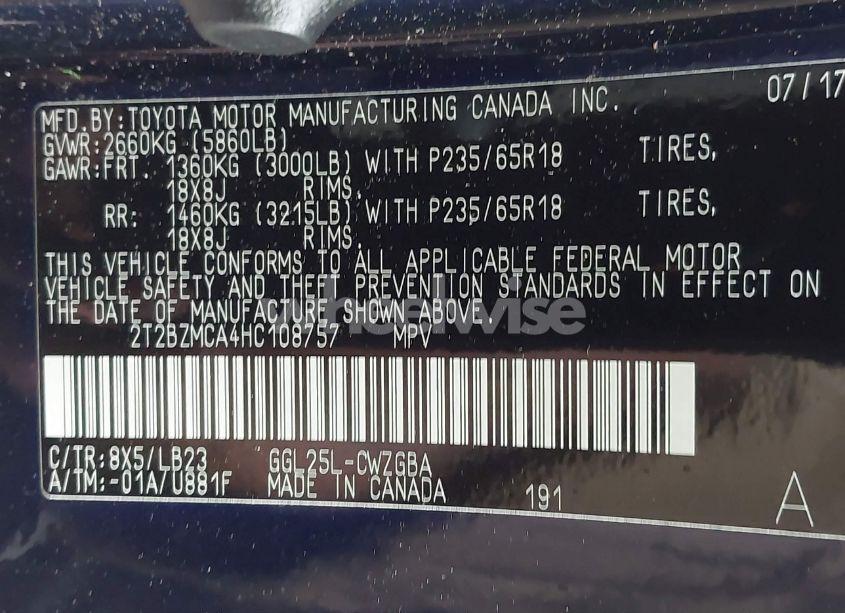 07/17
MFD.BY:TOYOTA MOTOR MANUFACTURING CANADA INC.
GVWR:2660KG (5860LB)
GAWR:FRT. 1360KG (3000LB) WITH P235/65R18 TIRES,
18X8J RIMS,
RR: 1460KG (3215LB) WITH P235/65R18 TIRES,
18X8J RIMS.
THIS VEHICLE CONFORMS TO ALL APPLICABLE FEDERAL MOTOR
VEHICLE SAFETY AND THEFT PREVENTION STANDARDS IN EFFECT ON
THE DATE OF MANUFACTURE SHOWN ABOVE.
wheelwise
2T2BZMCA4HC108757 MPV
C/TR:8X5/LB23 GGL25L-CWZGBA
A/TM:-01A/U881F MADE IN CANADA 191 A